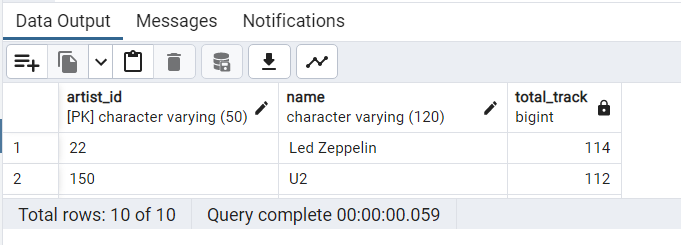 Data Output Messages Notifications
artist_id name total_track
[PK] character varying (50) character varying (120) bigint
1 22 Led Zeppelin 114
2 150 U2 112
Total rows: 10 of 10 Query complete 00:00:00.059